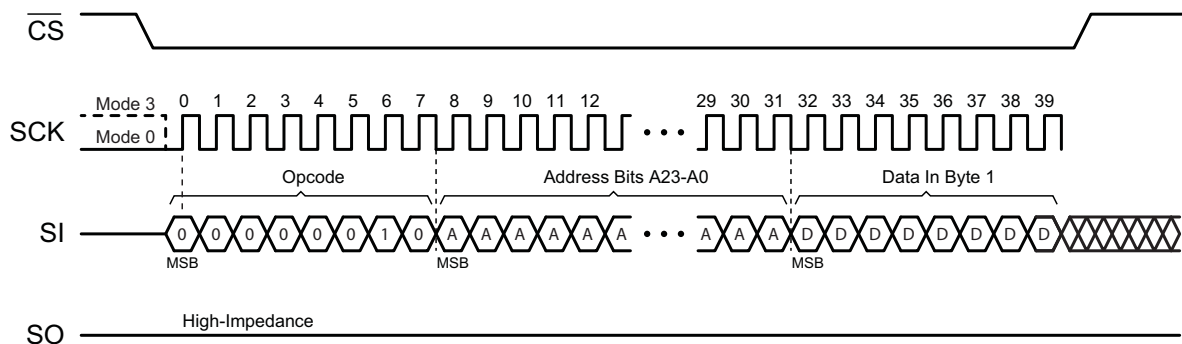 CS
Mode 3
0 1 2 3 4 5 6 7 8 9 10 11 12 29 30 31 32 33 34 35 36 37 38 39
SCK
Mode 0
Opcode Address Bits A23-A0 Data In Byte 1
SI 0 0 0 0 0 0 1 0 A A A A A A A A A D D D D D D D D
MSB MSB MSB
High-Impedance
SO